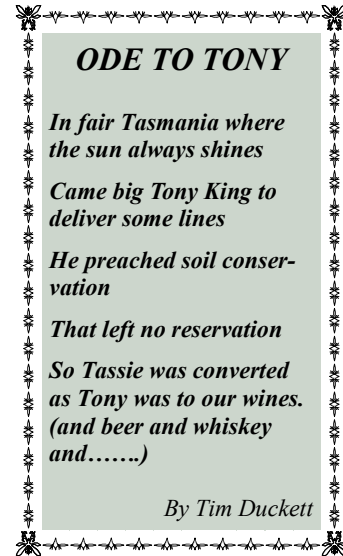 ODE TO TONY
In fair Tasmania where
the sun always shines
Came big Tony King to
deliver some lines
He preached soil conser-
vation
That left no reservation
So Tassie was converted
as Tony was to our wines.
(and beer and whiskey
and…….)
By Tim Duckett